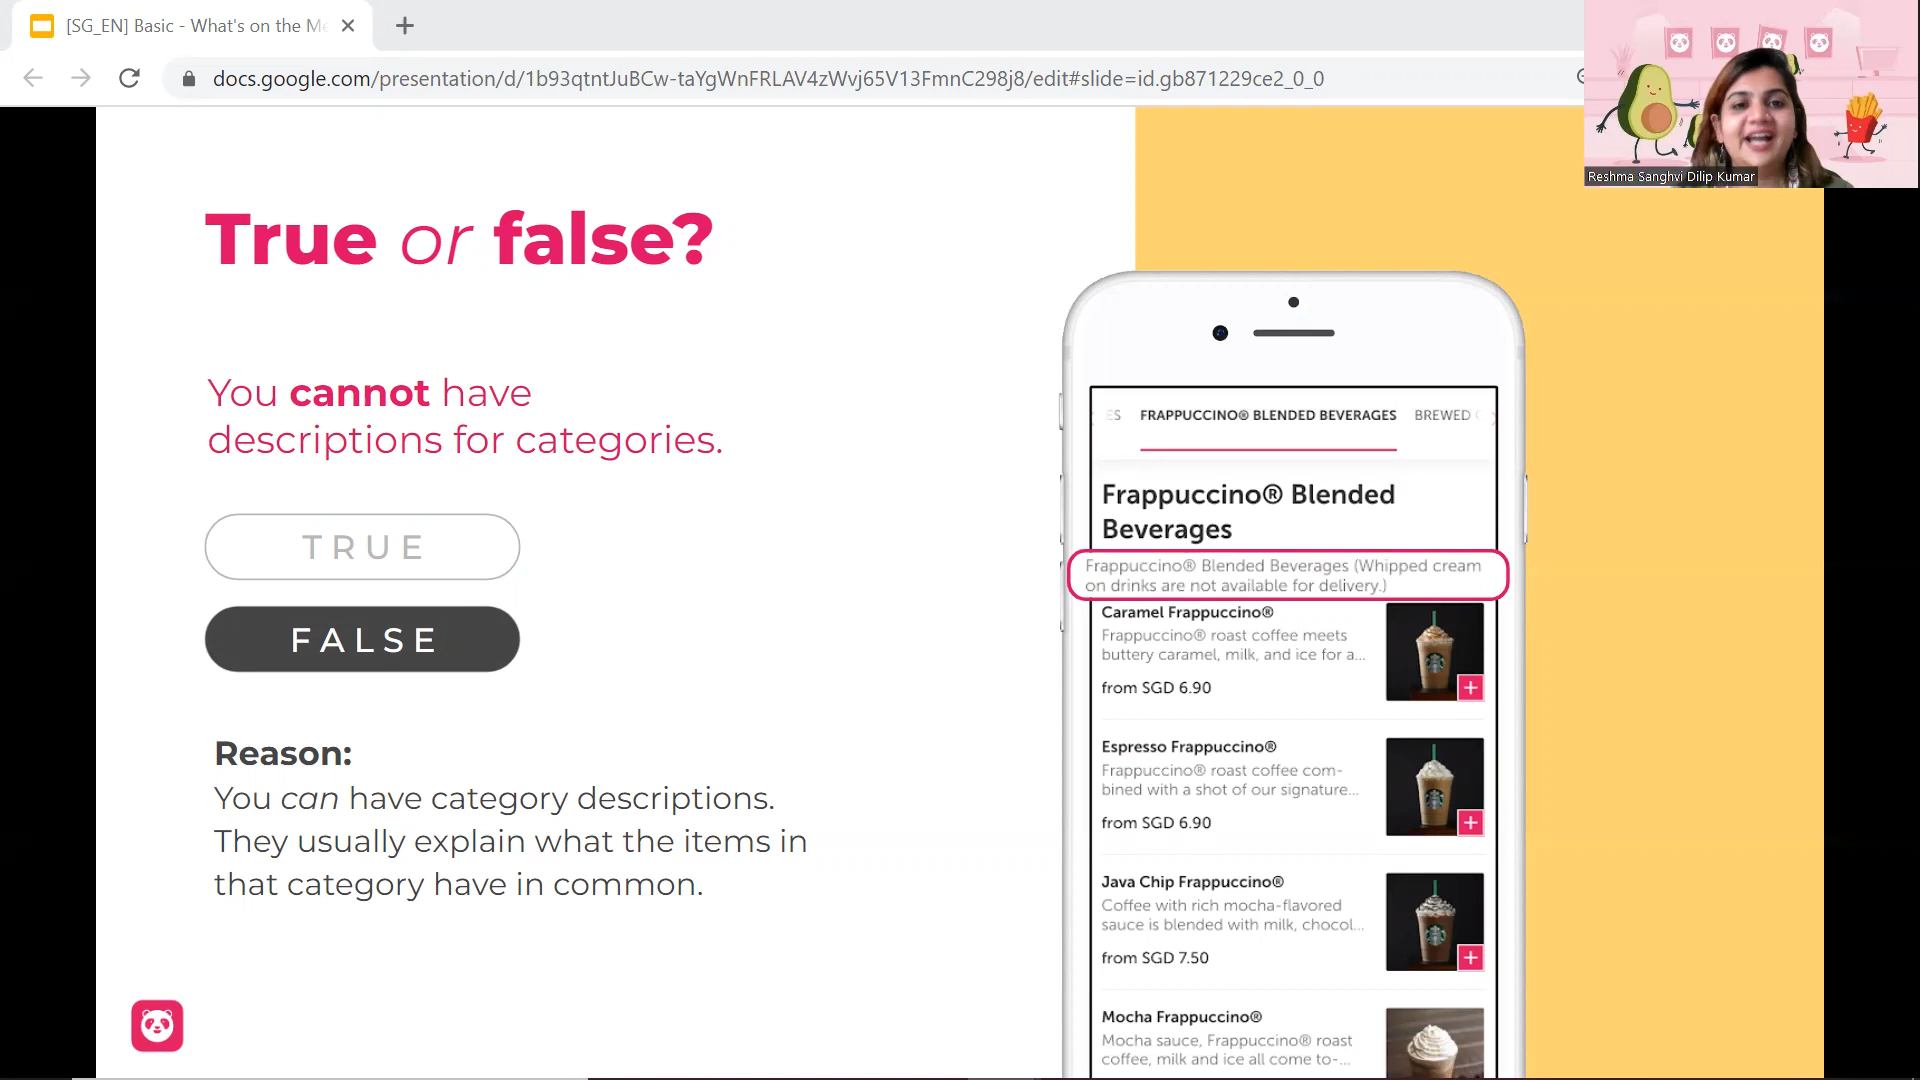 [SG_EN] Basic - What's on the Me
docs.google.com/presentation/d/1b93qtntJuBCw-taYgWnFRLAV4zWvj65V13FmnC298j8/edit#slide=id.gb871229ce2_0_0
Reshma Sanghvi Dilip Kumar
True or false?
You cannot have
descriptions for categories.
TRUE
FALSE
Reason:
You can have category descriptions.
They usually explain what the items in
that category have in common.
ES FRAPPUCCINO® BLENDED BEVERAGES BREWED
Frappuccino® Blended
Beverages
Frappuccino® Blended Beverages (Whipped cream
on drinks are not available for delivery.)
Caramel Frappuccino®
Frappuccino® roast coffee meets
buttery caramel, milk, and ice for a...
from SGD 6.90
Espresso Frappuccino®
Frappuccino® roast coffee com-
bined with a shot of our signature...
from SGD 6.90
Java Chip Frappuccino®
Coffee with rich mocha-flavored
sauce is blended with milk, chocol...
from SGD 7.50
Mocha Frappuccino®
Mocha sauce, Frappuccino® roast
coffee, milk and ice all come to-...